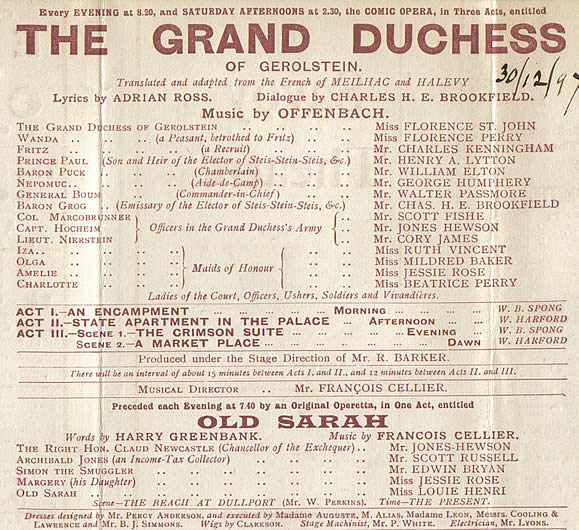 Every EVENING at 8.20, and SATURDAY AFTERNOONS at 2.30, the COMIC OPERA, in Three Acts, entitled
THE GRAND DUCHESS
OF GEROLSTEIN.
30/12/97
Translated and adapted from the French of MEILHAC and HALEVY
Lyrics by ADRIAN ROSS. Dialogue by CHARLES H. E. BROOKFIELD.
Music by OFFENBACH.
THE GRAND DUCHESS OF GEROLSTEIN .. .. .. .. Miss FLORENCE ST. JOHN
WANDA .. .. .. (a Peasant, betrothed to Fritz) .. .. .. Miss FLORENCE PERRY
FRITZ .. .. .. (a Recruit) .. .. .. Mr. CHARLES KENNINGHAM
PRINCE PAUL (Son and Heir of the Elector of Steis-Stein-Steis, &c.) Mr. HENRY A. LYTTON
BARON PUCK .. .. (Chamberlain) .. .. .. Mr. WILLIAM ELTON
NEPOMUC.. .. .. (Aide-de-Camp) .. .. .. Mr. GEORGE HUMPHERY
GENERAL BOUM .. (Commander-in-Chief) .. .. Mr. WALTER PASSMORE
BARON GROG .. (Emissary of the Elector of Steis-Stein-Steis, &c.) Mr. CHAS. H. E. BROOKFIELD
COL MARCOBRUNNER .. Mr. SCOTT FISHE
CAPT. HOCHEIM Officers in the Grand Duchess's Army .. Mr. JONES HEWSON
LIEUT. NIERSTEIN .. Mr. CORY JAMES
IZA.. .. .. .. Miss RUTH VINCENT
OLGA .. .. .. Maids of Honour .. .. Miss MILDRED BAKER
AMELIE .. .. .. .. Miss JESSIE ROSE
CHARLOTTE .. .. .. Miss BEATRICE PERRY
Ladies of the Court, Officers, Ushers, Soldiers and Vivandières.
ACT I.—AN ENCAMPMENT ... ... ... MORNING ... ... ... W. B. SPONG
ACT II.—STATE APARTMENT IN THE PALACE ... AFTERNOON ... ... W. HARFORD
ACT III.—SCENE 1.—THE CRIMSON SUITE ... ... ... EVENING ... W. B. SPONG
SCENE 2.—A MARKET PLACE ... ... ... DAWN W. HARFORD
Produced under the Stage Direction of Mr. R. BARKER.
There will be an interval of about 15 minutes between Acts I. and II., and 12 minutes between Acts II. and III.
MUSICAL DIRECTOR .. Mr. FRANÇOIS CELLIER.
Preceded each Evening at 7.40 by an Original Operetta, in One Act, entitled
OLD SARAH
Words by HARRY GREENBANK. Music by FRANCOIS CELLIER.
THE RIGHT HON. CLAUD NEWCASTLE (Chancellor of the Exchequer).. Mr. JONES-HEWSON
ARCHIBALD JONES (an Income-Tax Collector) .. .. .. Mr. SCOTT RUSSELL
SIMON THE SMUGGLER .. .. .. .. .. Mr. EDWIN BRYAN
MARGERY (his Daughter) .. .. .. .. .. Miss JESSIE ROSE
OLD SARAH .. .. .. .. .. Miss LOUIE HENRI
Scene—THE BEACH AT DULLPORT (Mr. W. PERKINS). Time—THE PRESENT.
Dresses designed by Mr. PERCY ANDERSON, and executed by MADAME AUGUSTE, M. ALIAS, MADAME LEON, MESSRS. COOLING &
LAWRENCE and MR. B. J. SIMMONS. Wigs by CLARKSON. Stage Machinist, MR. P. WHITE. Electrician, MR. LYONS.